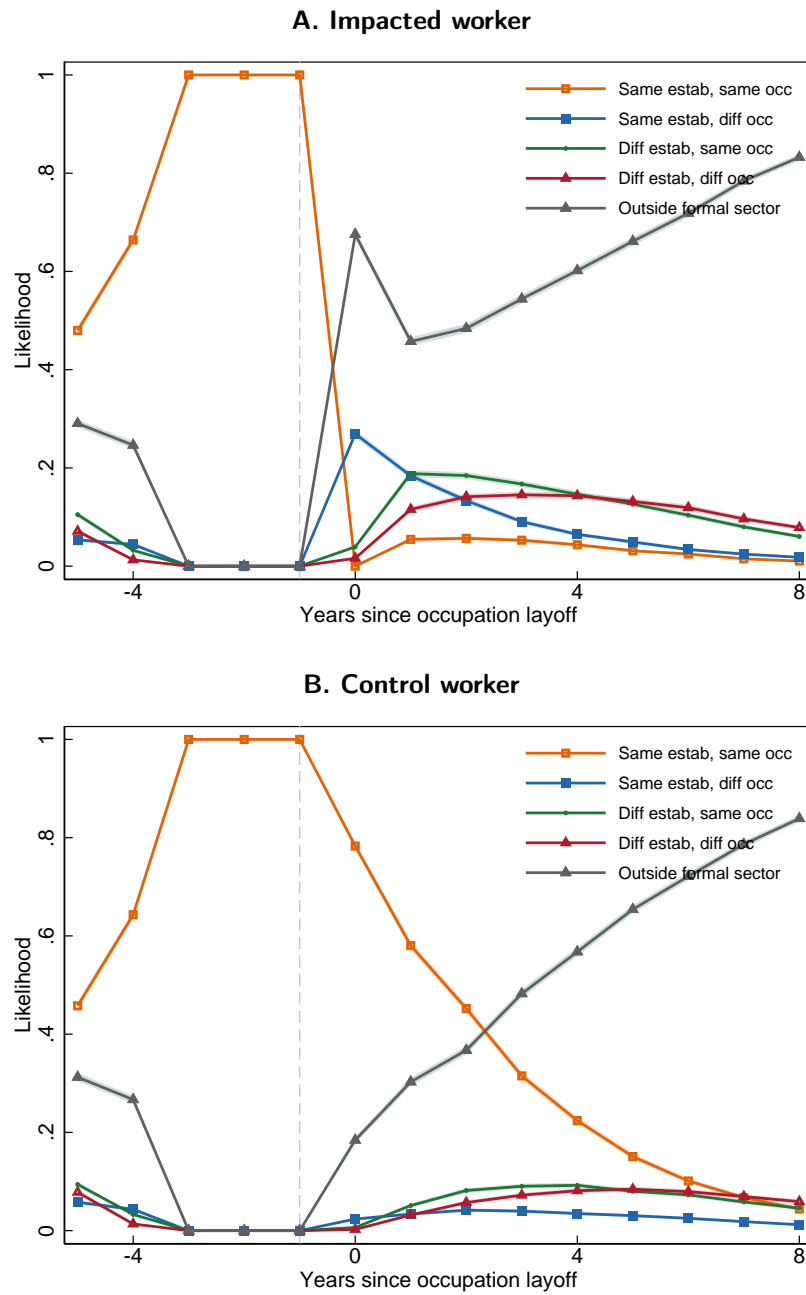 A. Impacted worker
1
.8
.6
.4
.2
0
Likelihood
Same estab, same occ
Same estab, diff occ
Diff estab, same occ
Diff estab, diff occ
Outside formal sector
-4
0
4
8
Years since occupation layoff
B. Control worker
1
.8
.6
.4
.2
0
Likelihood
Same estab, same occ
Same estab, diff occ
Diff estab, same occ
Diff estab, diff occ
Outside formal sector
-4
0
4
8
Years since occupation layoff